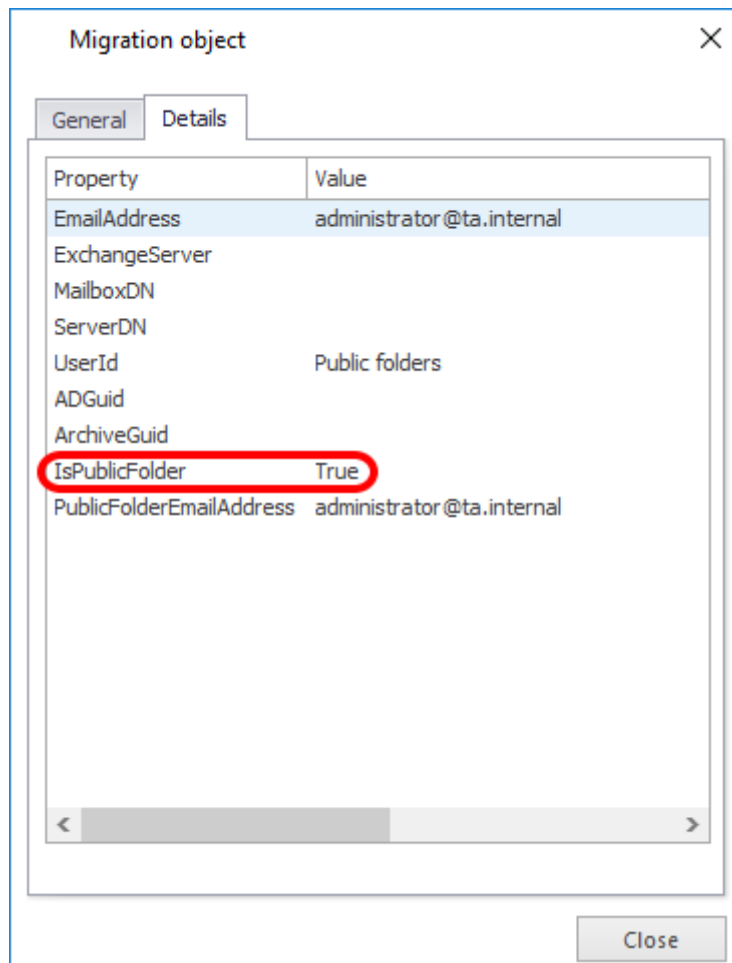 Migration object
General Details
Property Value
EmailAddress administrator@ta.internal
ExchangeServer
MailboxDN
ServerDN
UserId Public folders
ADGuid
ArchiveGuid
IsPublicFolder True
PublicFolderEmailAddress administrator@ta.internal
Close